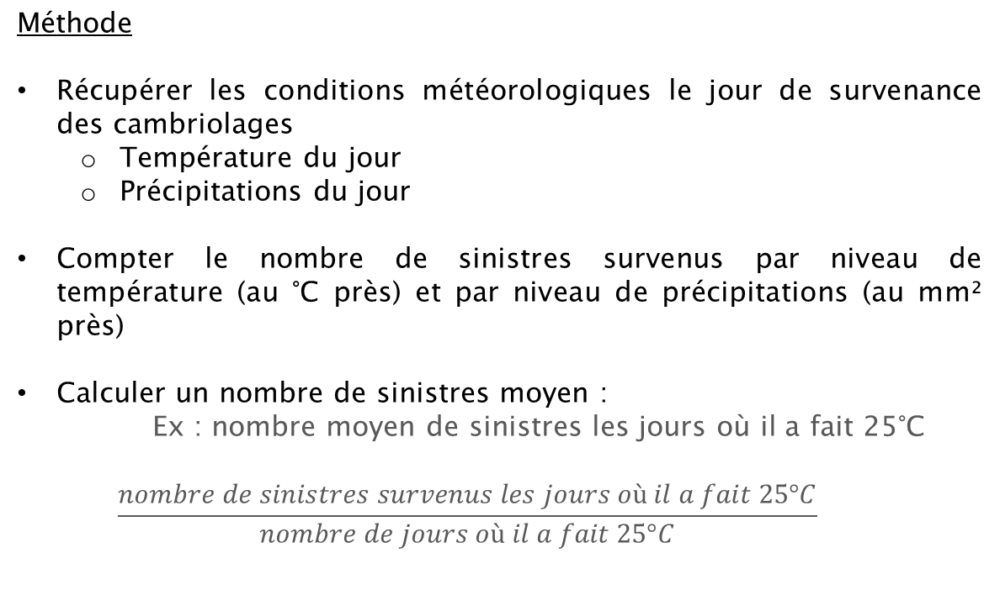 Méthode
• Récupérer les conditions météorologiques le jour de survenance
des cambriolages
o Température du jour
o Précipitations du jour
• Compter le nombre de sinistres survenus par niveau de
température (au °C près) et par niveau de précipitations (au mm²
près)
• Calculer un nombre de sinistres moyen :
Ex : nombre moyen de sinistres les jours où il a fait 25°C
nombre de sinistres survenus les jours où il a fait 25°C
nombre de jours où il a fait 25°C